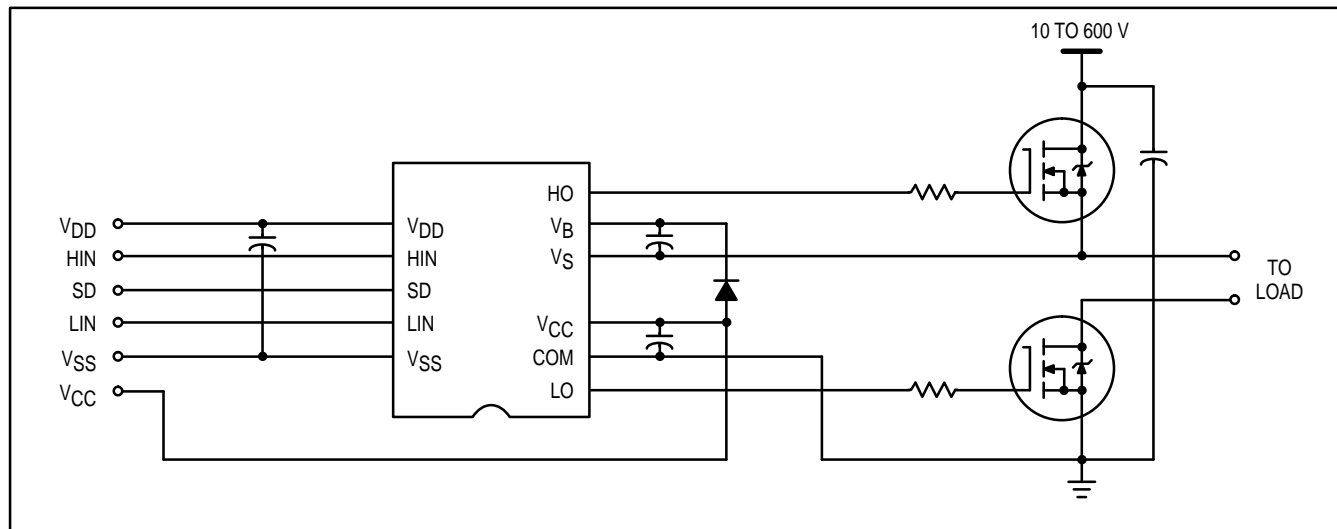 10 TO 600 V
HO
VDD
VDD
VB
HIN
HIN
VS
TO
LOAD
SD
SD
LIN
LIN
VCC
VSS
VSS
COM
VCC
LO